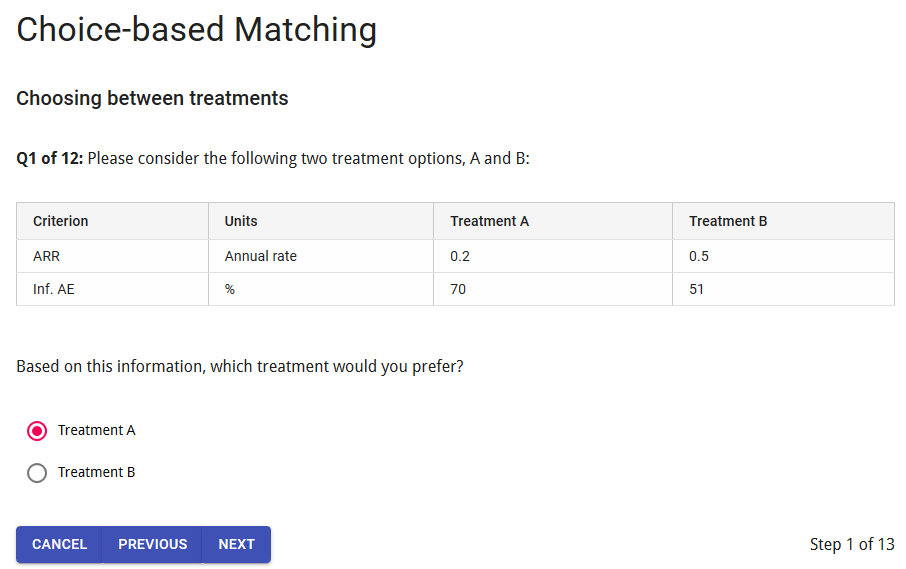 Choice-based Matching
Choosing between treatments
Q1 of 12: Please consider the following two treatment options, A and B:
Criterion Units Treatment A Treatment B
ARR Annual rate 0.2 0.5
Inf. AE % 70 51
Based on this information, which treatment would you prefer?
Treatment A
Treatment B
CANCEL PREVIOUS NEXT Step 1 of 13